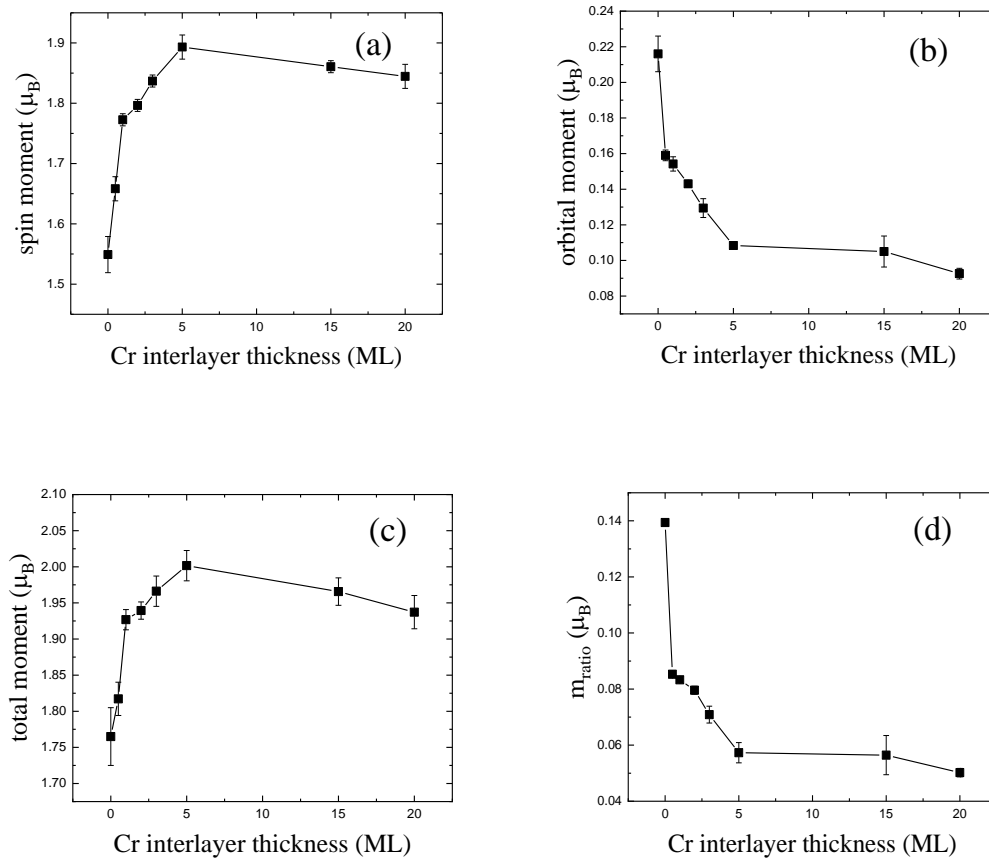 (a)
spin moment (μB)
1.9
1.8
1.7
1.6
1.5
0 5 10 15 20
Cr interlayer thickness (ML)
(b)
orbital moment (μB)
0.24
0.22
0.20
0.18
0.16
0.14
0.12
0.10
0.08
0 5 10 15 20
Cr interlayer thickness (ML)
(c)
total moment (μB)
2.10
2.05
2.00
1.95
1.90
1.85
1.80
1.75
1.70
0 5 10 15 20
Cr interlayer thickness (ML)
(d)
mratio (μB)
0.14
0.12
0.10
0.08
0.06
0.04
0 5 10 15 20
Cr interlayer thickness (ML)